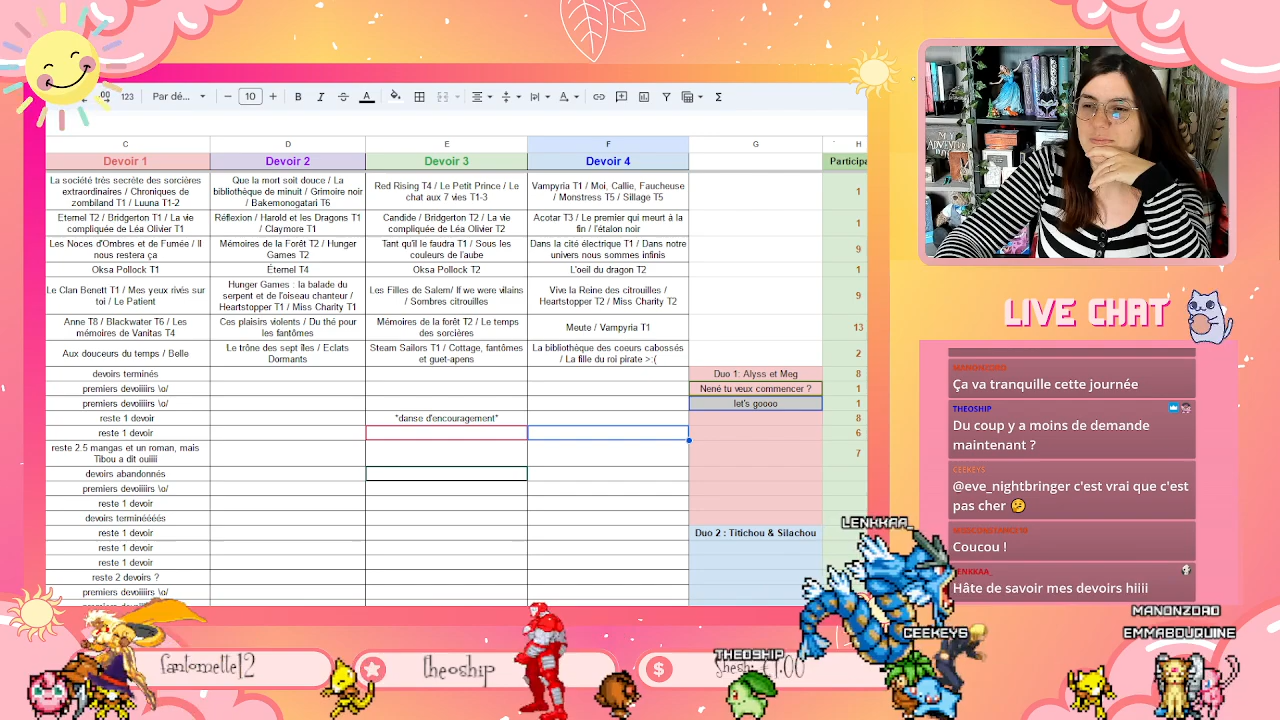 123 Par dé... 10 B I A Σ
C D E F G H
Devoir 1 Devoir 2 Devoir 3 Devoir 4 Participa
La société très secrète des sorcières
extraordinaires / Chroniques de
zombiland T1 / Luuna T1-2
Que la mort soit douce / La
bibliothèque de minuit / Grimoire noir
/ Bakemonogatari T6
Red Rising T4 / Le Petit Prince / Le
chat aux 7 vies T1-3
Vampyria T1 / Moi, Callie, Faucheuse
/ Monstress T5 / Sillage T5
1
Eternel T2 / Bridgerton T1 / La vie
compliquée de Léa Olivier T1
Réflexion / Harold et les Dragons T1
/ Claymore T1
Candide / Bridgerton T2 / La vie
compliquée de Léa Olivier T2
Acotar T3 / Le premier qui meurt à la
fin / l'étalon noir
1
Les Noces d'Ombres et de Fumée / Il
nous restera ça
Mémoires de la Forêt T2 / Hunger
Games T2
Tant qu'il le faudra T1 / Sous les
couleurs de l'aube
Dans la cité électrique T1 / Dans notre
univers nous sommes infinis
9
Oksa Pollock T1
Éternel T4
Oksa Pollock T2
L'oeil du dragon T2
1
Le Clan Benett T1 / Mes yeux rivés sur
toi / Le Patient
Hunger Games : la balade du
serpent et de l'oiseau chanteur /
Heartstopper T1 / Miss Charity T1
Les Filles de Salem/ If we were vilains
/ Sombres citrouilles
Vive la Reine des citrouilles /
Heartstopper T2 / Miss Charity T2
9
Anne T8 / Blackwater T6 / Les
mémoires de Vanitas T4
Ces plaisirs violents / Du thé pour
les fantômes
Mémoires de la forêt T2 / Le temps
des sorcières
Meute / Vampyria T1
13
Aux douceurs du temps / Belle
Le trône des sept îles / Eclats
Dormants
Steam Sailors T1 / Cottage, fantômes
et guet-apens
La bibliothèque des coeurs cabossés
/ La fille du roi pirate >:(
2
devoirs terminés
Duo 1: Alyss et Meg
8
premiers devoiiiirs \o/
Nené tu veux commencer ?
1
premiers devoiiiirs \o/
let's goooo
1
reste 1 devoir
*danse d'encouragement*
8
reste 1 devoir
6
reste 2.5 mangas et un roman, mais
Tibou a dit ouiiii
7
devoirs abandonnés
premiers devoiiiirs \o/
reste 1 devoir
devoirs terminéééés
reste 1 devoir
Duo 2 : Titichou & Silachou
reste 1 devoir
reste 1 devoir
reste 2 devoirs ?
premiers devoiiiirs \o/
MY
ADVENTURE
LIVE CHAT
Ça va tranquille cette journée
THEOSHIP
Du coup y a moins de demande
maintenant ?
CEEKEYS
@eve_nightbringer c'est vrai que c'est
pas cher
Coucou !
LENKKAA_
Hâte de savoir mes devoirs hiiii
LENKKAA_
CEEKEYS
THEOSHIP
MANONZORO
EMMABOUQUINE
fantomette12
theoship